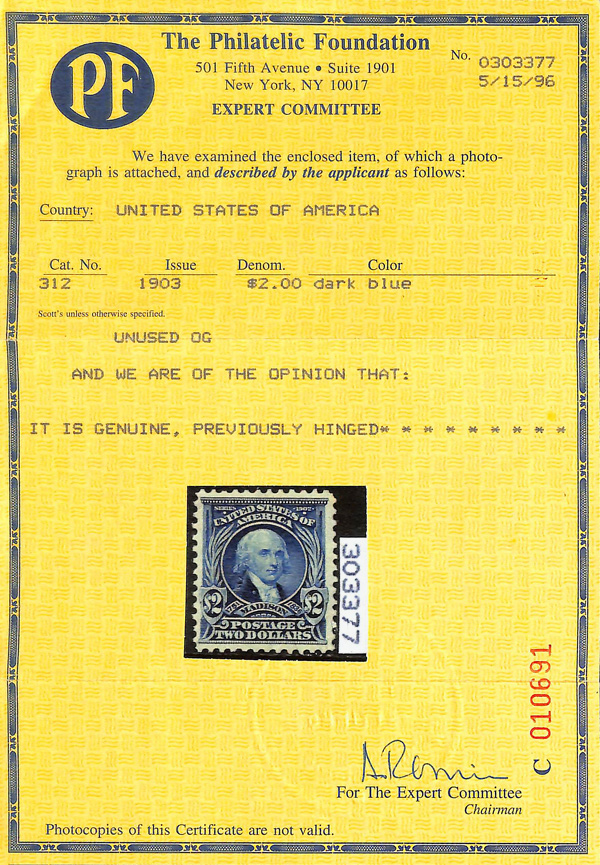 PF
The Philatelic Foundation
501 Fifth Avenue • Suite 1901
New York, NY 10017
EXPERT COMMITTEE
No. 0303377
5/15/96
We have examined the enclosed item, of which a photo-
graph is attached, and described by the applicant as follows:
Country: UNITED STATES OF AMERICA
Cat. No. Issue Denom. Color
312 1903 $2.00 dark blue
Scott's unless otherwise specified.
UNUSED OG
AND WE ARE OF THE OPINION THAT:
IT IS GENUINE, PREVIOUSLY HINGED* * * * * * * * *
SERIES 1902
UNITED STATES OF
AMERICA
$2 MADISON $2
POSTAGE
TWO DOLLARS
303377
C 010691
For The Expert Committee
Chairman
Photocopies of this Certificate are not valid.